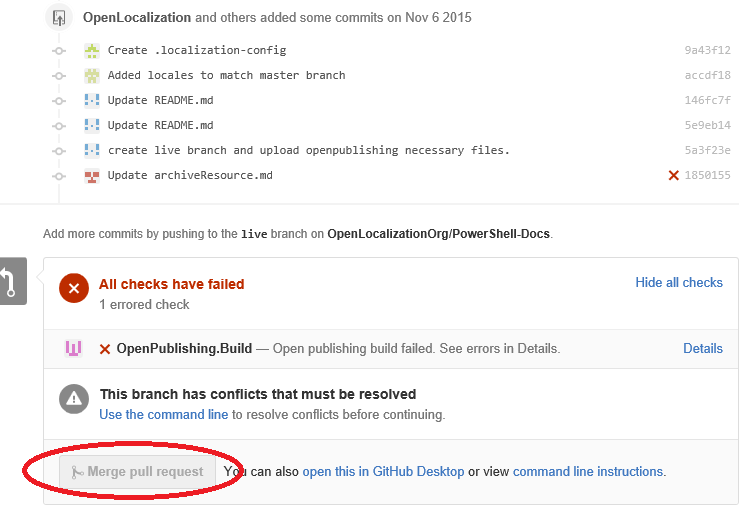 OpenLocalization and others added some commits on Nov 6 2015
Create .localization-config 9a43f12
Added locales to match master branch accdf18
Update README.md 146fc7f
Update README.md 5e9eb14
create live branch and upload openpublishing necessary files. 5a3f23e
Update archiveResource.md 1850155
Add more commits by pushing to the live branch on OpenLocalizationOrg/PowerShell-Docs.
All checks have failed Hide all checks
1 errored check
OpenPublishing.Build — Open publishing build failed. See errors in Details. Details
This branch has conflicts that must be resolved
Use the command line to resolve conflicts before continuing.
Merge pull request You can also open this in GitHub Desktop or view command line instructions.